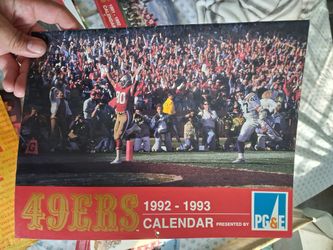 49ERS
1992 - 1993
CALENDAR
PRESENTED BY
PG&E